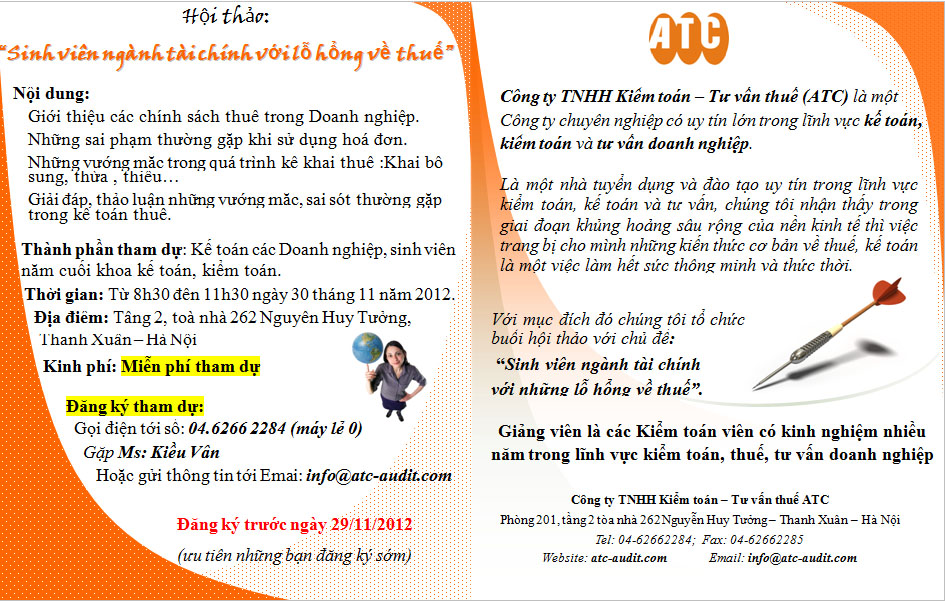 Hội thảo:
“Sinh viên ngành tài chính với lỗ hổng về thuế”
Nội dung:
Giới thiệu các chính sách thuê trong Doanh nghiệp.
Những sai phạm thường gặp khi sử dụng hoá đơn.
Những vướng mắc trong quá trình kê khai thuê :Khai bô
sung, thừa , thiêu…
Giải đáp, thảo luận những vướng mắc, sai sót thường gặp
trong kê toán thuê.
Thành phần tham dự: Kế toán các Doanh nghiệp, sinh viên
năm cuối khoa kế toán, kiểm toán.
Thời gian: Từ 8h30 đên 11h30 ngày 30 tháng 11 năm 2012.
Địa điểm: Tâng 2, toà nhà 262 Nguyên Huy Tưởng,
Thanh Xuân – Hà Nội
Kinh phí: Miễn phí tham dự
Đăng ký tham dự:
Gọi điện tới số: 04.6266 2284 (máy lẻ 0)
Gặp Ms: Kiều Vân
Hoặc gửi thông tin tới Emai: info@atc-audit.com
Đăng ký trước ngày 29/11/2012
(ưu tiên những bạn đăng ký sớm)
ATC
Công ty TNHH Kiểm toán – Tư vấn thuế (ATC) là một
Công ty chuyên nghiệp có uy tín lớn trong lĩnh vực kế toán,
kiểm toán và tư vấn doanh nghiệp.
Là một nhà tuyển dụng và đào tạo uy tín trong lĩnh vực
kiểm toán, kế toán và tư vấn, chúng tôi nhận thấy trong
giai đoạn khủng hoảng sâu rộng của nền kinh tế thì việc
trang bị cho mình những kiến thức cơ bản về thuế, kế toán
là một việc làm hết sức thông minh và thức thời.
Với mục đích đó chúng tôi tổ chức
buổi hội thảo với chủ đề:
“Sinh viên ngành tài chính
với những lỗ hổng về thuế”.
Giảng viên là các Kiểm toán viên có kinh nghiệm nhiều
năm trong lĩnh vực kiểm toán, thuế, tư vấn doanh nghiệp
Công ty TNHH Kiểm toán – Tư vấn thuế ATC
Phòng 201, tầng 2 tòa nhà 262 Nguyễn Huy Tưởng – Thanh Xuân – Hà Nội
Tel: 04-62662284; Fax: 04-62662285
Website: atc-audit.com Email: info@atc-audit.com